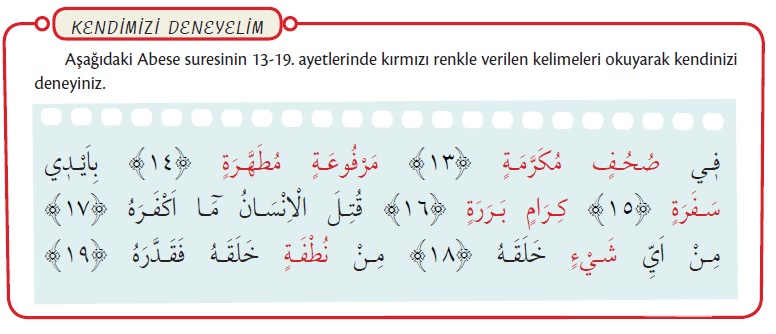 KENDİMİZİ DENEYELİM
Aşağıdaki Abese suresinin 13-19. ayetlerinde kırmızı renkle verilen kelimeleri okuyarak kendinizi
deneyiniz.
ف۪ي صُحُفٍ مُكَرَّمَةٍ ﴿١٣﴾ مَرْفُوعَةٍ مُطَهَّرَةٍ ﴿١٤﴾ بِاَيْد۪ي
سَفَرَةٍ ﴿١٥﴾ كِرَامٍ بَرَرَةٍ ﴿١٦﴾ قُتِلَ الْاِنْسَانُ مَٓا اَكْفَرَهُ ﴿١٧﴾
مِنْ اَيِّ شَيْءٍ خَلَقَهُ ﴿١٨﴾ مِنْ نُطْفَةٍ خَلَقَهُ فَقَدَّرَهُ ﴿١٩﴾